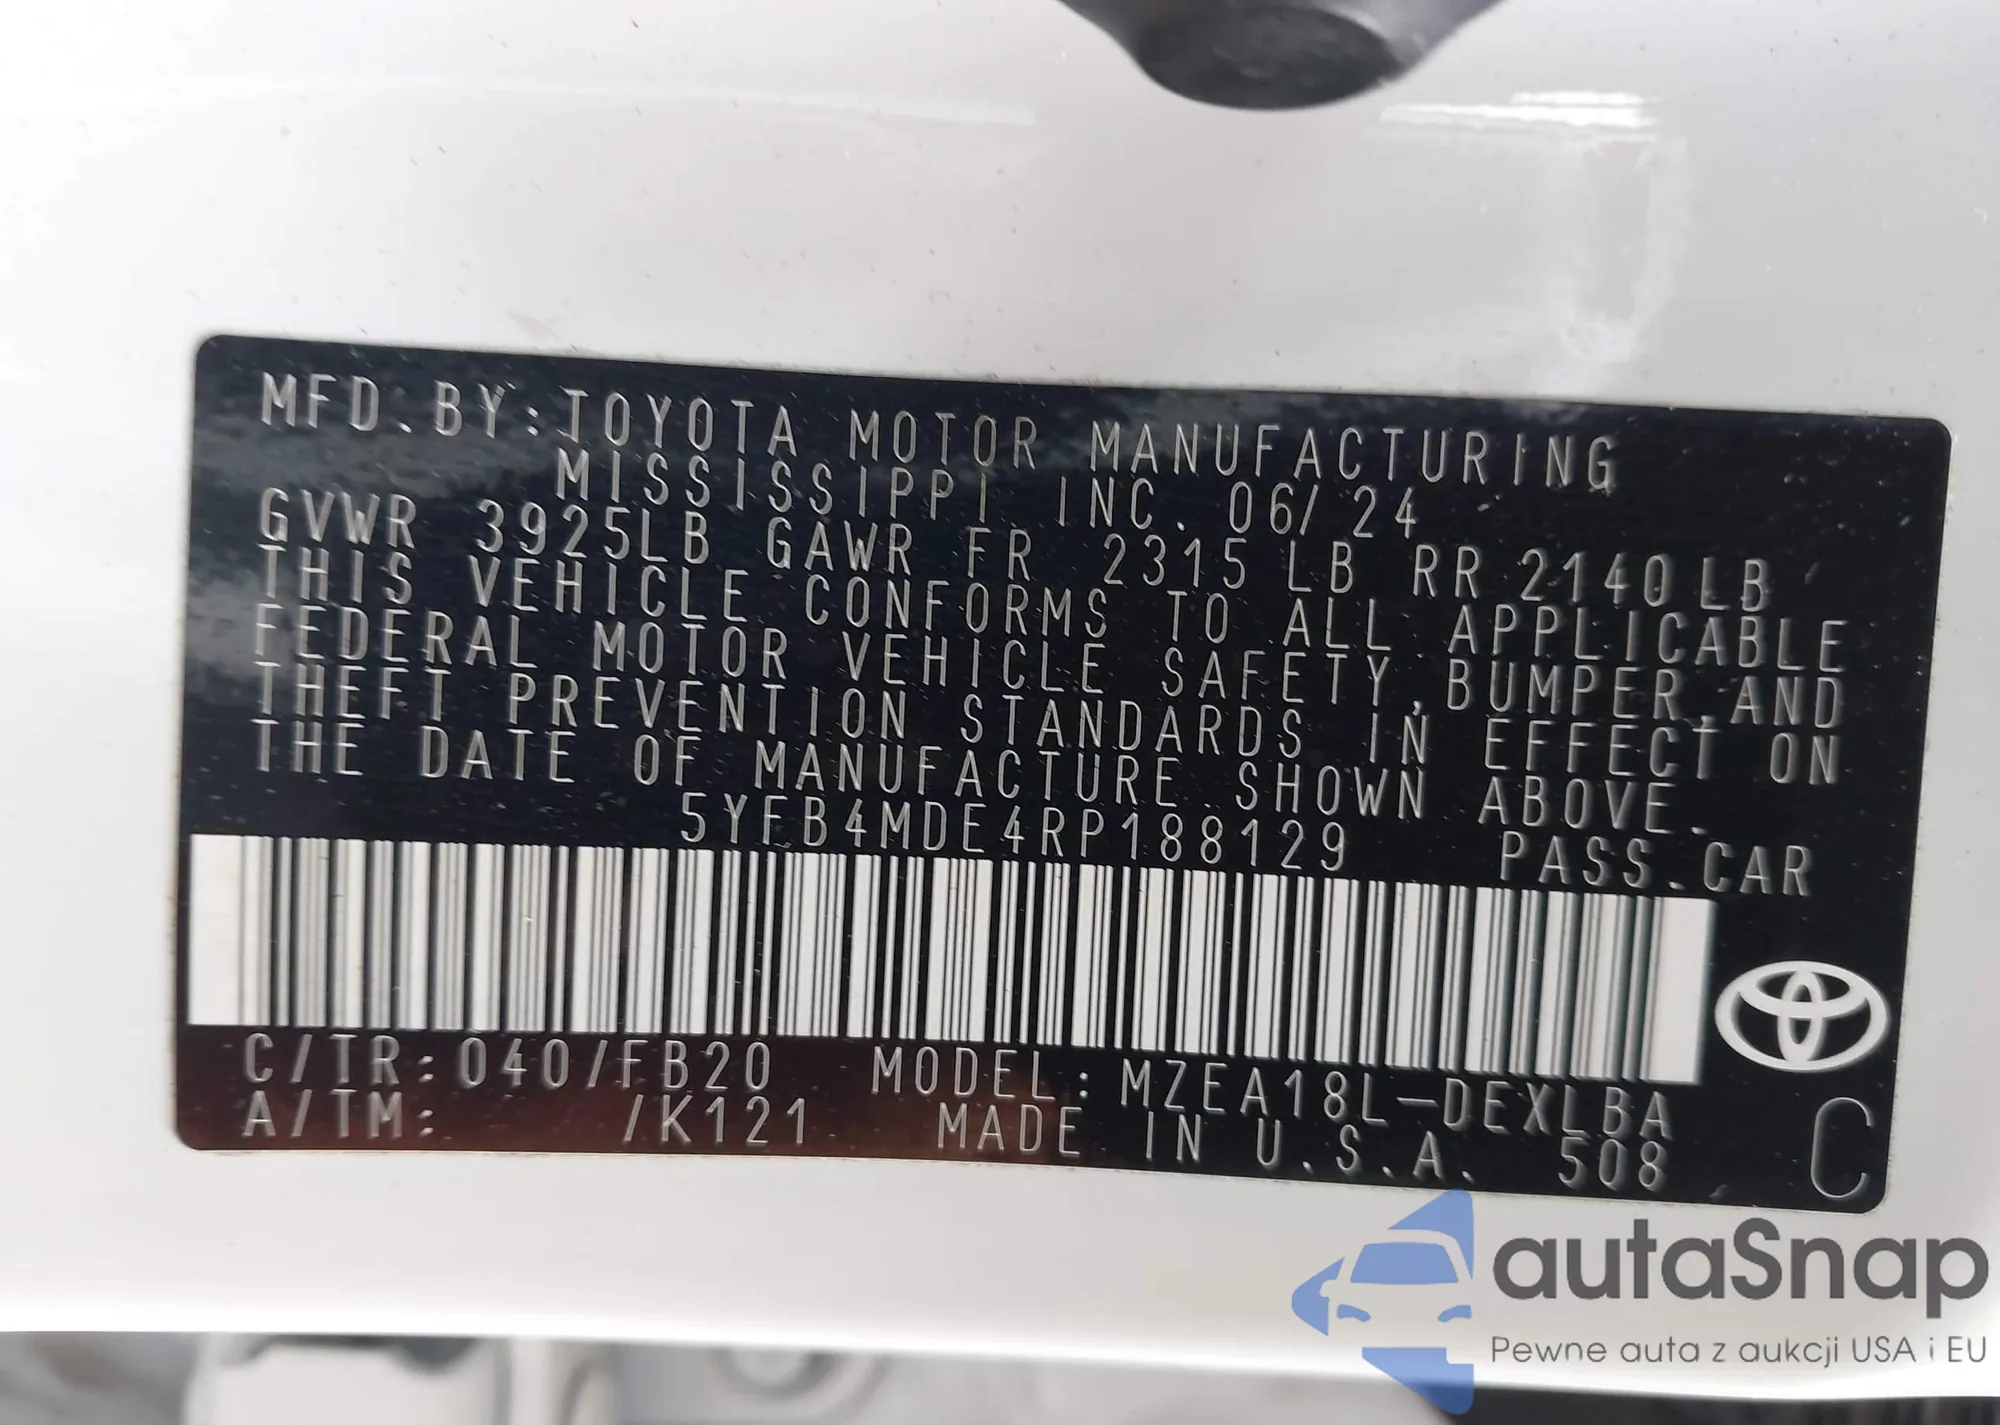 MFD.BY:TOYOTA MOTOR MANUFACTURING
MISSISSIPPI INC. 06/24
GVWR 3925LB GAWR FR 2315LB RR 2140LB
THIS VEHICLE CONFORMS TO ALL APPLICABLE
FEDERAL MOTOR VEHICLE SAFETY,BUMPER,AND
THEFT PREVENTION STANDARDS IN EFFECT ON
THE DATE OF MANUFACTURE SHOWN ABOVE.
5YFB4MDE4RP188129 PASS.CAR
C/TR:040/FB20 MODEL:MZEA18L-DEXLBA
A/TM: /K121 MADE IN U.S.A. 508
C
autaSnap
Pewne auta z aukcji USA i EU